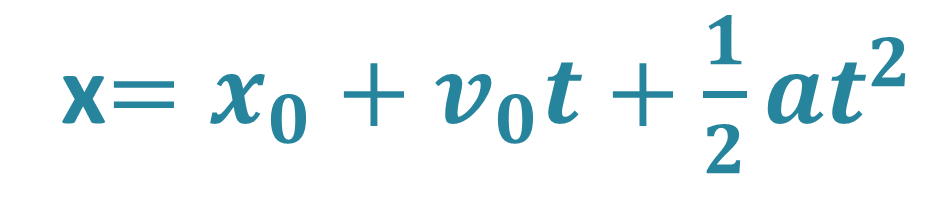 x= x₀ + v₀t + ½at²